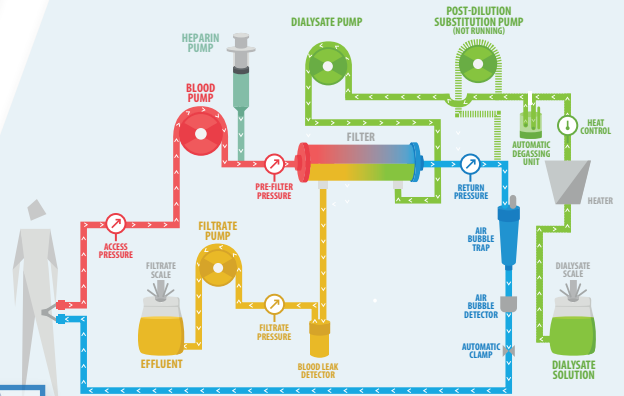 DIALYSATE PUMP
POST-DILUTION
SUBSTITUTION PUMP
(NOT RUNNING)
HEPARIN
PUMP
BLOOD
PUMP
FILTER
HEAT
CONTROL
AUTOMATIC
DEGASSING
UNIT
PRE-FILTER
PRESSURE
RETURN
PRESSURE
HEATER
ACCESS
PRESSURE
FILTRATE
PUMP
AIR
BUBBLE
TRAP
FILTRATE
SCALE
DIALYSATE
SCALE
AIR
BUBBLE
DETECTOR
FILTRATE
PRESSURE
AUTOMATIC
CLAMP
EFFLUENT
BLOOD LEAK
DETECTOR
DIALYSATE
SOLUTION